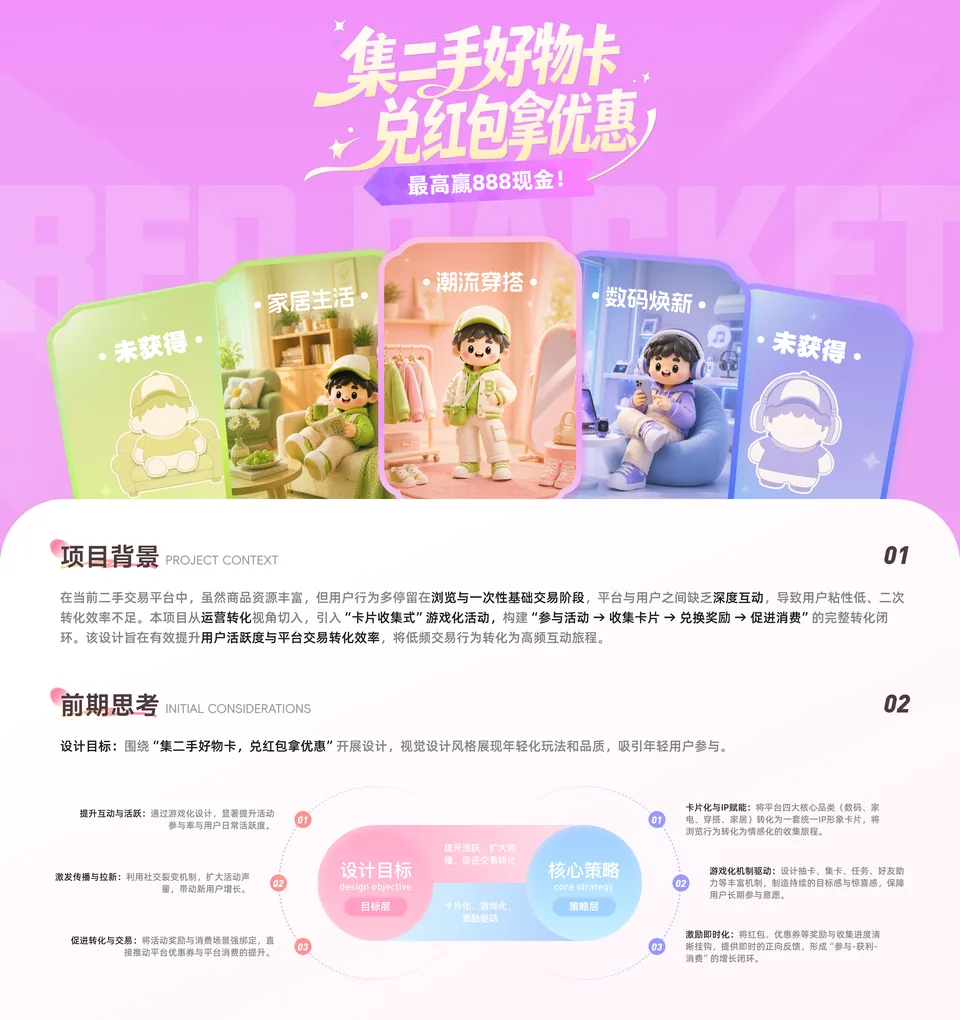 集二手好物卡
兑红包拿优惠
最高赢888现金!
RED PACKET
未获得
·家居生活·
·潮流穿搭·
·数码焕新·
未获得
B
项目背景 PROJECT CONTEXT
01
在当前二手交易平台中,虽然商品资源丰富,但用户行为多停留在浏览与一次性基础交易阶段,平台与用户之间缺乏深度互动,导致用户粘性低、二次
转化效率不足。本项目从运营转化视角切入,引入“卡片收集式”游戏化活动,构建“参与活动 → 收集卡片 → 兑换奖励 → 促进消费”的完整转化闭
环。该设计旨在有效提升用户活跃度与平台交易转化效率,将低频交易行为转化为高频互动旅程。
前期思考 INITIAL CONSIDERATIONS
02
设计目标:围绕“集二手好物卡,兑红包拿优惠”开展设计,视觉设计风格展现年轻化玩法和品质,吸引年轻用户参与。
提升互动与活跃:通过游戏化设计,显著提升活动
参与率与用户日常活跃度。
01
激发传播与拉新:利用社交裂变机制,扩大活动声
量,带动新用户增长。
02
促进转化与交易:将活动奖励与消费场景强绑定,直
接推动平台优惠券与平台消费的提升。
03
设计目标
design objective
目标层
提升活跃、扩大传
播、促进交易转化
卡片化、游戏化、
激励驱动
核心策略
core strategy
策略层
01
卡片化与IP赋能:将平台四大核心品类(数码、家
电、穿搭、家居)转化为一套统一IP形象卡片,将
浏览行为转化为情感化的收集旅程。
02
游戏化机制驱动:设计抽卡、集卡、任务、好友助
力等丰富机制,制造持续的目标感与惊喜感,保障
用户长期参与意愿。
03
激励即时化:将红包、优惠券等奖励与收集进度清
晰挂钩,提供即时的正向反馈,形成“参与-获利-
消费”的增长闭环。